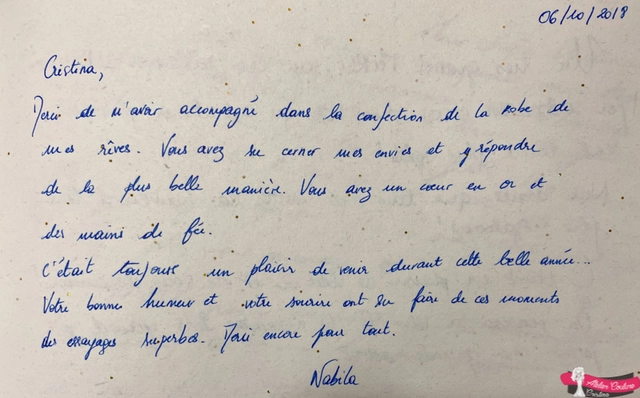 06/10/2018
Cristina,
Merci de m'avoir accompagné dans la confection de la robe de
mes rêves. Vous avez su cerner mes envies et y répondre
de la plus belle manière. Vous avez un cœur en or et
des mains de fée.
C'était toujours un plaisir de venir durant cette belle année...
Votre bonne humeur et votre sourire ont su faire de ces moments
des essayages superbes. Merci encore pour tout.
Nabila
Atelier Couture